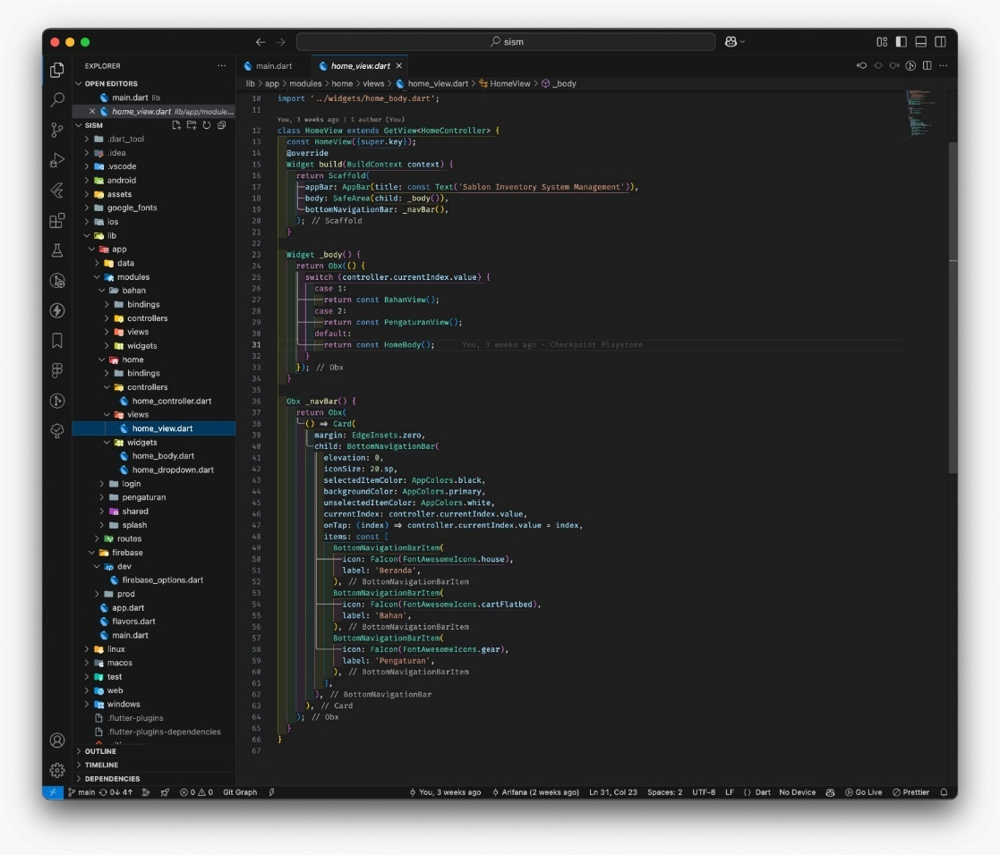 sism
EXPLORER
OPEN EDITORS
main.dart lib
home_view.dart lib/app/module...
SISM
.dart_tool
.idea
.vscode
android
assets
google_fonts
ios
lib
app
data
modules
bahan
bindings
controllers
views
widgets
home
bindings
controllers
home_controller.dart
views
home_view.dart
widgets
home_body.dart
home_dropdown.dart
login
pengaturan
shared
splash
routes
firebase
dev
firebase_options.dart
prod
app.dart
flavors.dart
main.dart
linux
macos
test
web
windows
.flutter-plugins
.flutter-plugins-dependencies
OUTLINE
TIMELINE
DEPENDENCIES
main.dart home_view.dart
lib > app > modules > home > views > home_view.dart > HomeView > _body
10 import '../widgets/home_body.dart';
11
You, 3 weeks ago | 1 author (You)
12 class HomeView extends GetView<HomeController> {
13 const HomeView({super.key});
14 @override
15 Widget build(BuildContext context) {
16 return Scaffold(
17 appBar: AppBar(title: const Text('Sablon Inventory System Management')),
18 body: SafeArea(child: _body()),
19 bottomNavigationBar: _navBar(),
20 ); // Scaffold
21 }
22
23 Widget _body() {
24 return Obx(() {
25 switch (controller.currentIndex.value) {
26 case 1:
27 return const BahanView();
28 case 2:
29 return const PengaturanView();
30 default:
31 return const HomeBody(); You, 3 weeks ago • Checkpoint Playstore
32 }
33 }); // Obx
34 }
35
36 Obx _navBar() {
37 return Obx(
38 () => Card(
39 margin: EdgeInsets.zero,
40 child: BottomNavigationBar(
41 elevation: 0,
42 iconSize: 20.sp,
43 selectedItemColor: AppColors.black,
44 backgroundColor: AppColors.primary,
45 unselectedItemColor: AppColors.white,
46 currentIndex: controller.currentIndex.value,
47 onTap: (index) => controller.currentIndex.value = index,
48 items: const [
49 BottomNavigationBarItem(
50 icon: FaIcon(FontAwesomeIcons.house),
51 label: 'Beranda',
52 ), // BottomNavigationBarItem
53 BottomNavigationBarItem(
54 icon: FaIcon(FontAwesomeIcons.cartFlatbed),
55 label: 'Bahan',
56 ), // BottomNavigationBarItem
57 BottomNavigationBarItem(
58 icon: FaIcon(FontAwesomeIcons.gear),
59 label: 'Pengaturan',
60 ), // BottomNavigationBarItem
61 ],
62 ), // BottomNavigationBar
63 ), // Card
64 ); // Obx
65 }
66 }
67
main 0↓ 4↑ 0 0 Git Graph You, 3 weeks ago Arifana (2 weeks ago) Ln 31, Col 23 Spaces: 2 UTF-8 LF {} Dart No Device Go Live Prettier